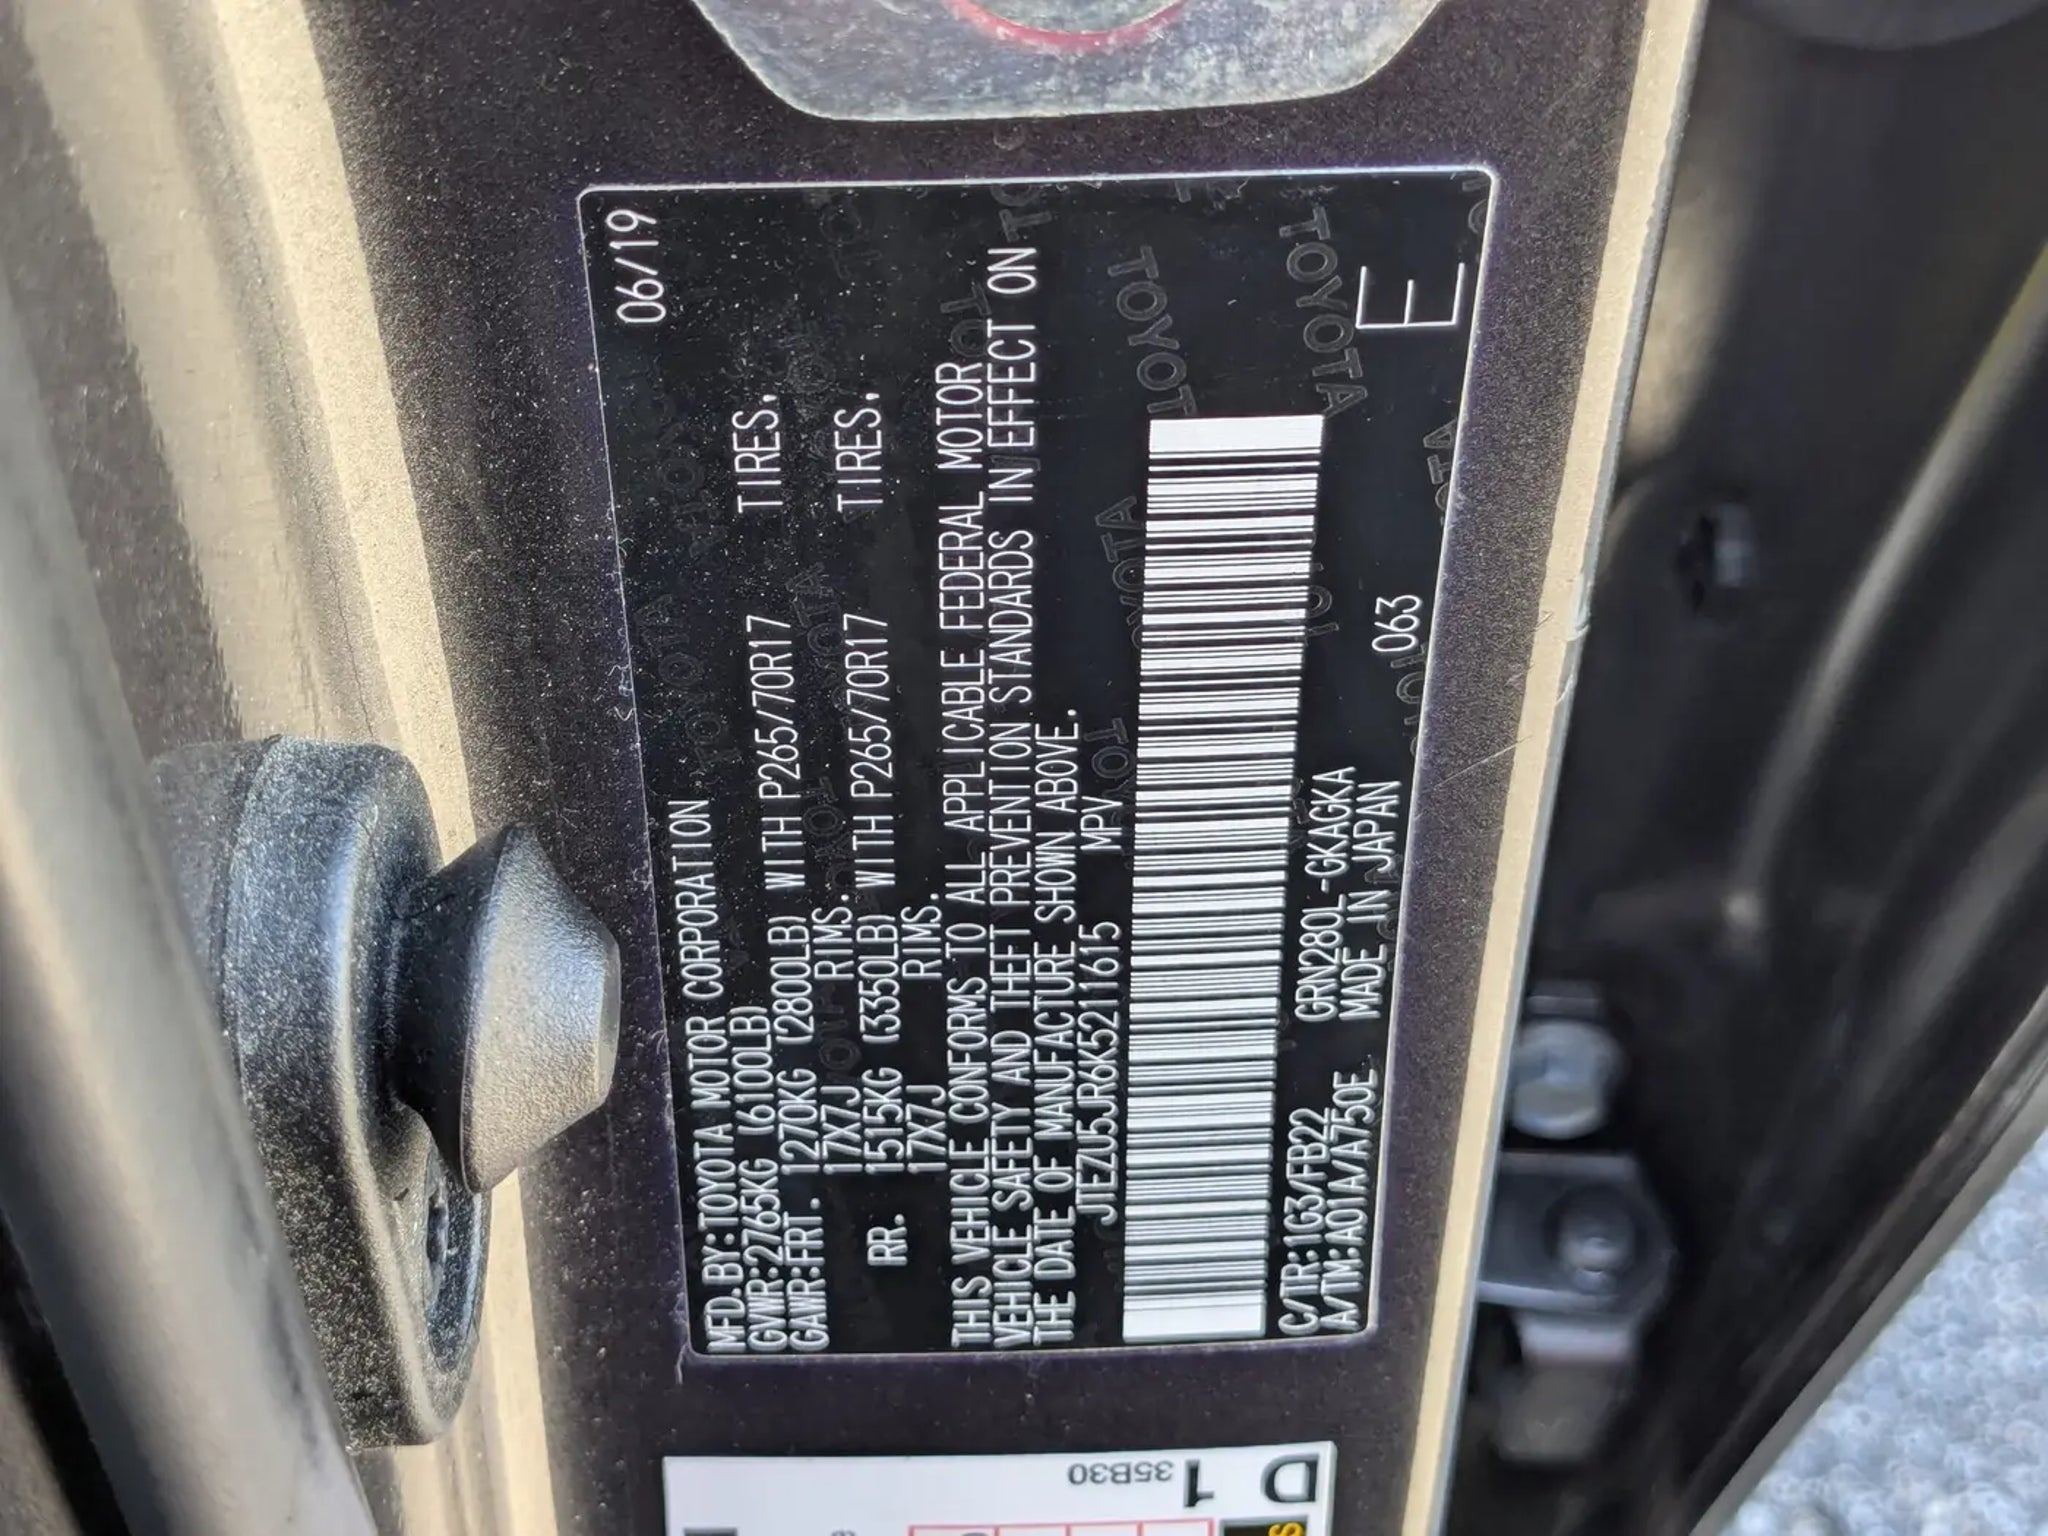 MFD.BY:TOYOTA MOTOR CORPORATION 06/19
GVWR:2765KG (6100LB)
GAWR:FRT. 1270KG (2800LB) WITH P265/70R17 TIRES,
17X7J RIMS.
RR. 1515KG (3350LB) WITH P265/70R17 TIRES,
17X7J RIMS.
THIS VEHICLE CONFORMS TO ALL APPLICABLE FEDERAL MOTOR
VEHICLE SAFETY AND THEFT PREVENTION STANDARDS IN EFFECT ON
THE DATE OF MANUFACTURE SHOWN ABOVE.
JTEZU5JR6K5211615 MPV
C/TR:1G3/FB22 GRN280L-GKAGKA
A/TM:A01A/A750E MADE IN JAPAN 063 E
TOYOTA
TOYOTA
TOYOTA
D 1 35B30